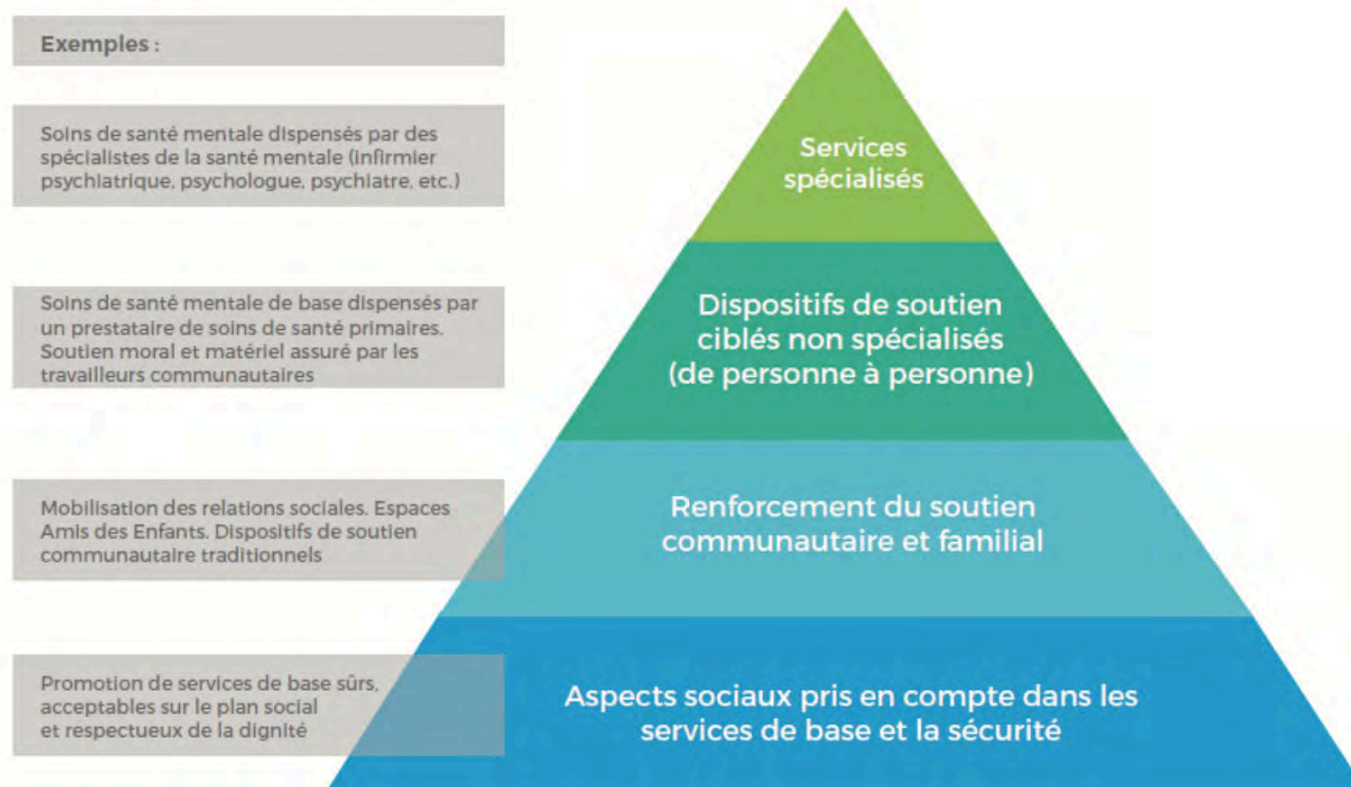 Exemples :
Soins de santé mentale dispensés par des
spécialistes de la santé mentale (infirmier
psychiatrique, psychologue, psychiatre, etc.)
Services
spécialisés
Soins de santé mentale de base dispensés par
un prestataire de soins de santé primaires.
Soutien moral et matériel assuré par les
travailleurs communautaires
Dispositifs de soutien
ciblés non spécialisés
(de personne à personne)
Mobilisation des relations sociales. Espaces
Amis des Enfants. Dispositifs de soutien
communautaire traditionnels
Renforcement du soutien
communautaire et familial
Promotion de services de base sûrs,
acceptables sur le plan social
et respectueux de la dignité
Aspects sociaux pris en compte dans les
services de base et la sécurité